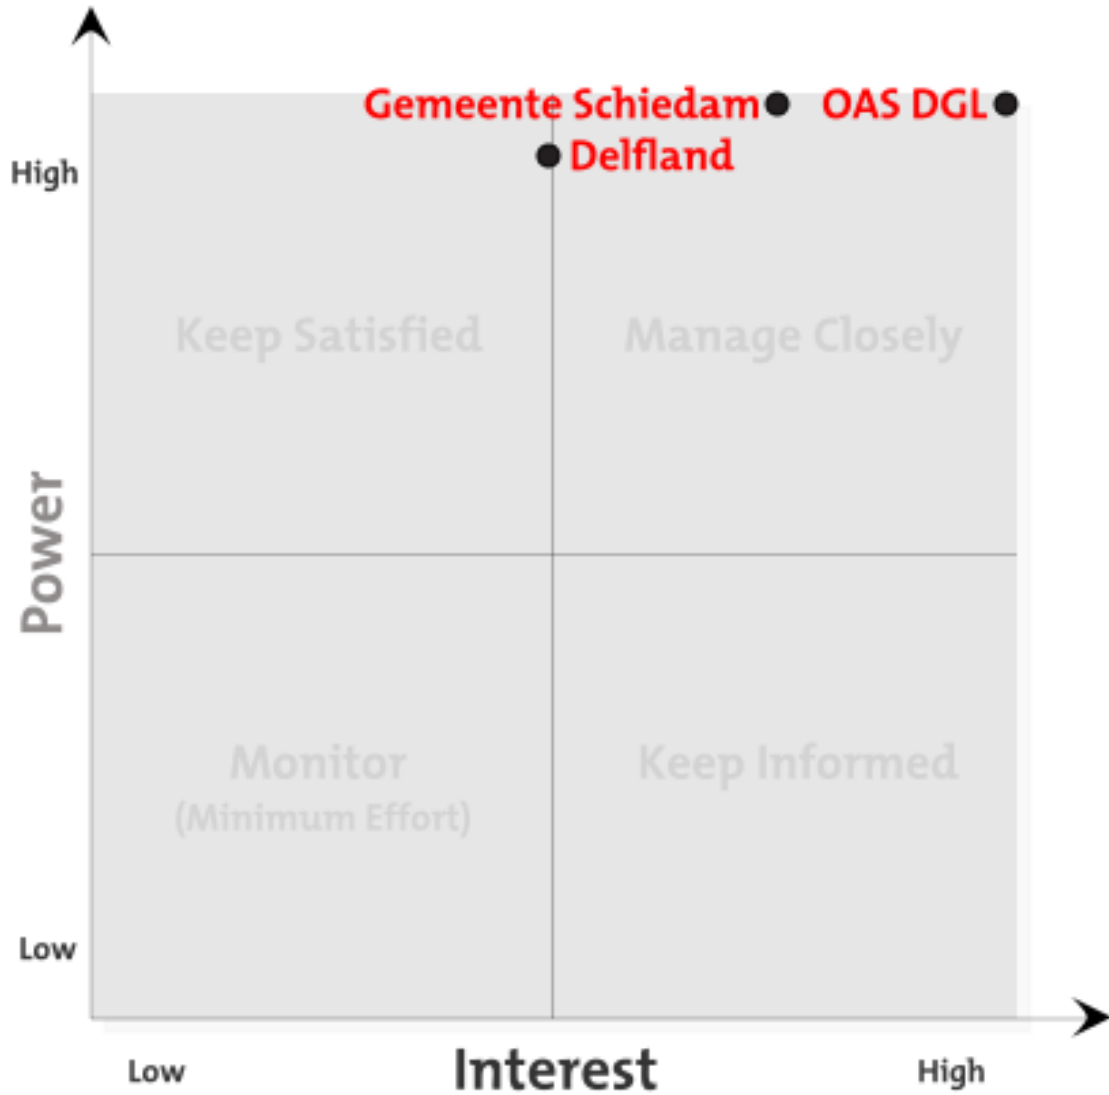 Gemeente Schiedam
OAS DGL
Delfland
High
Keep Satisfied
Manage Closely
Power
Monitor
(Minimum Effort)
Keep Informed
Low
Low
Interest
High